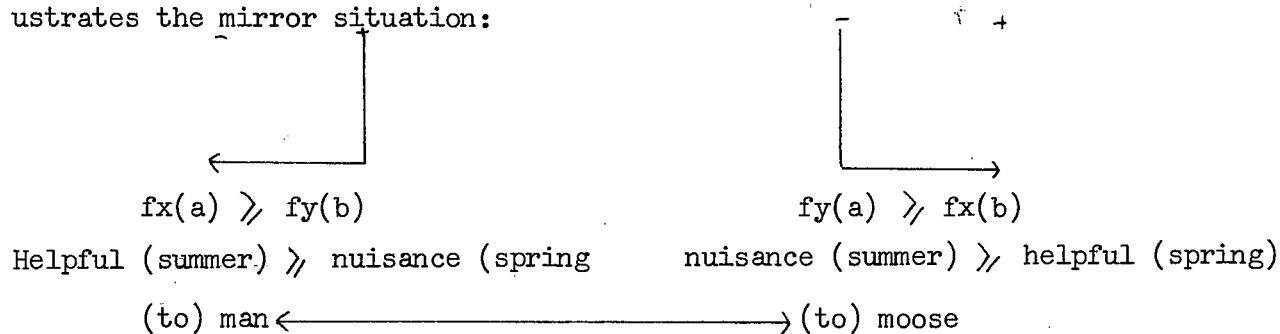 ustrates the mirror situation:
- + - +
fx(a) ⩾ fy(b) fy(a) ⩾ fx(b)
Helpful (summer) ⩾ nuisance (spring nuisance (summer) ⩾ helpful (spring)
(to) man ⟷ (to) moose